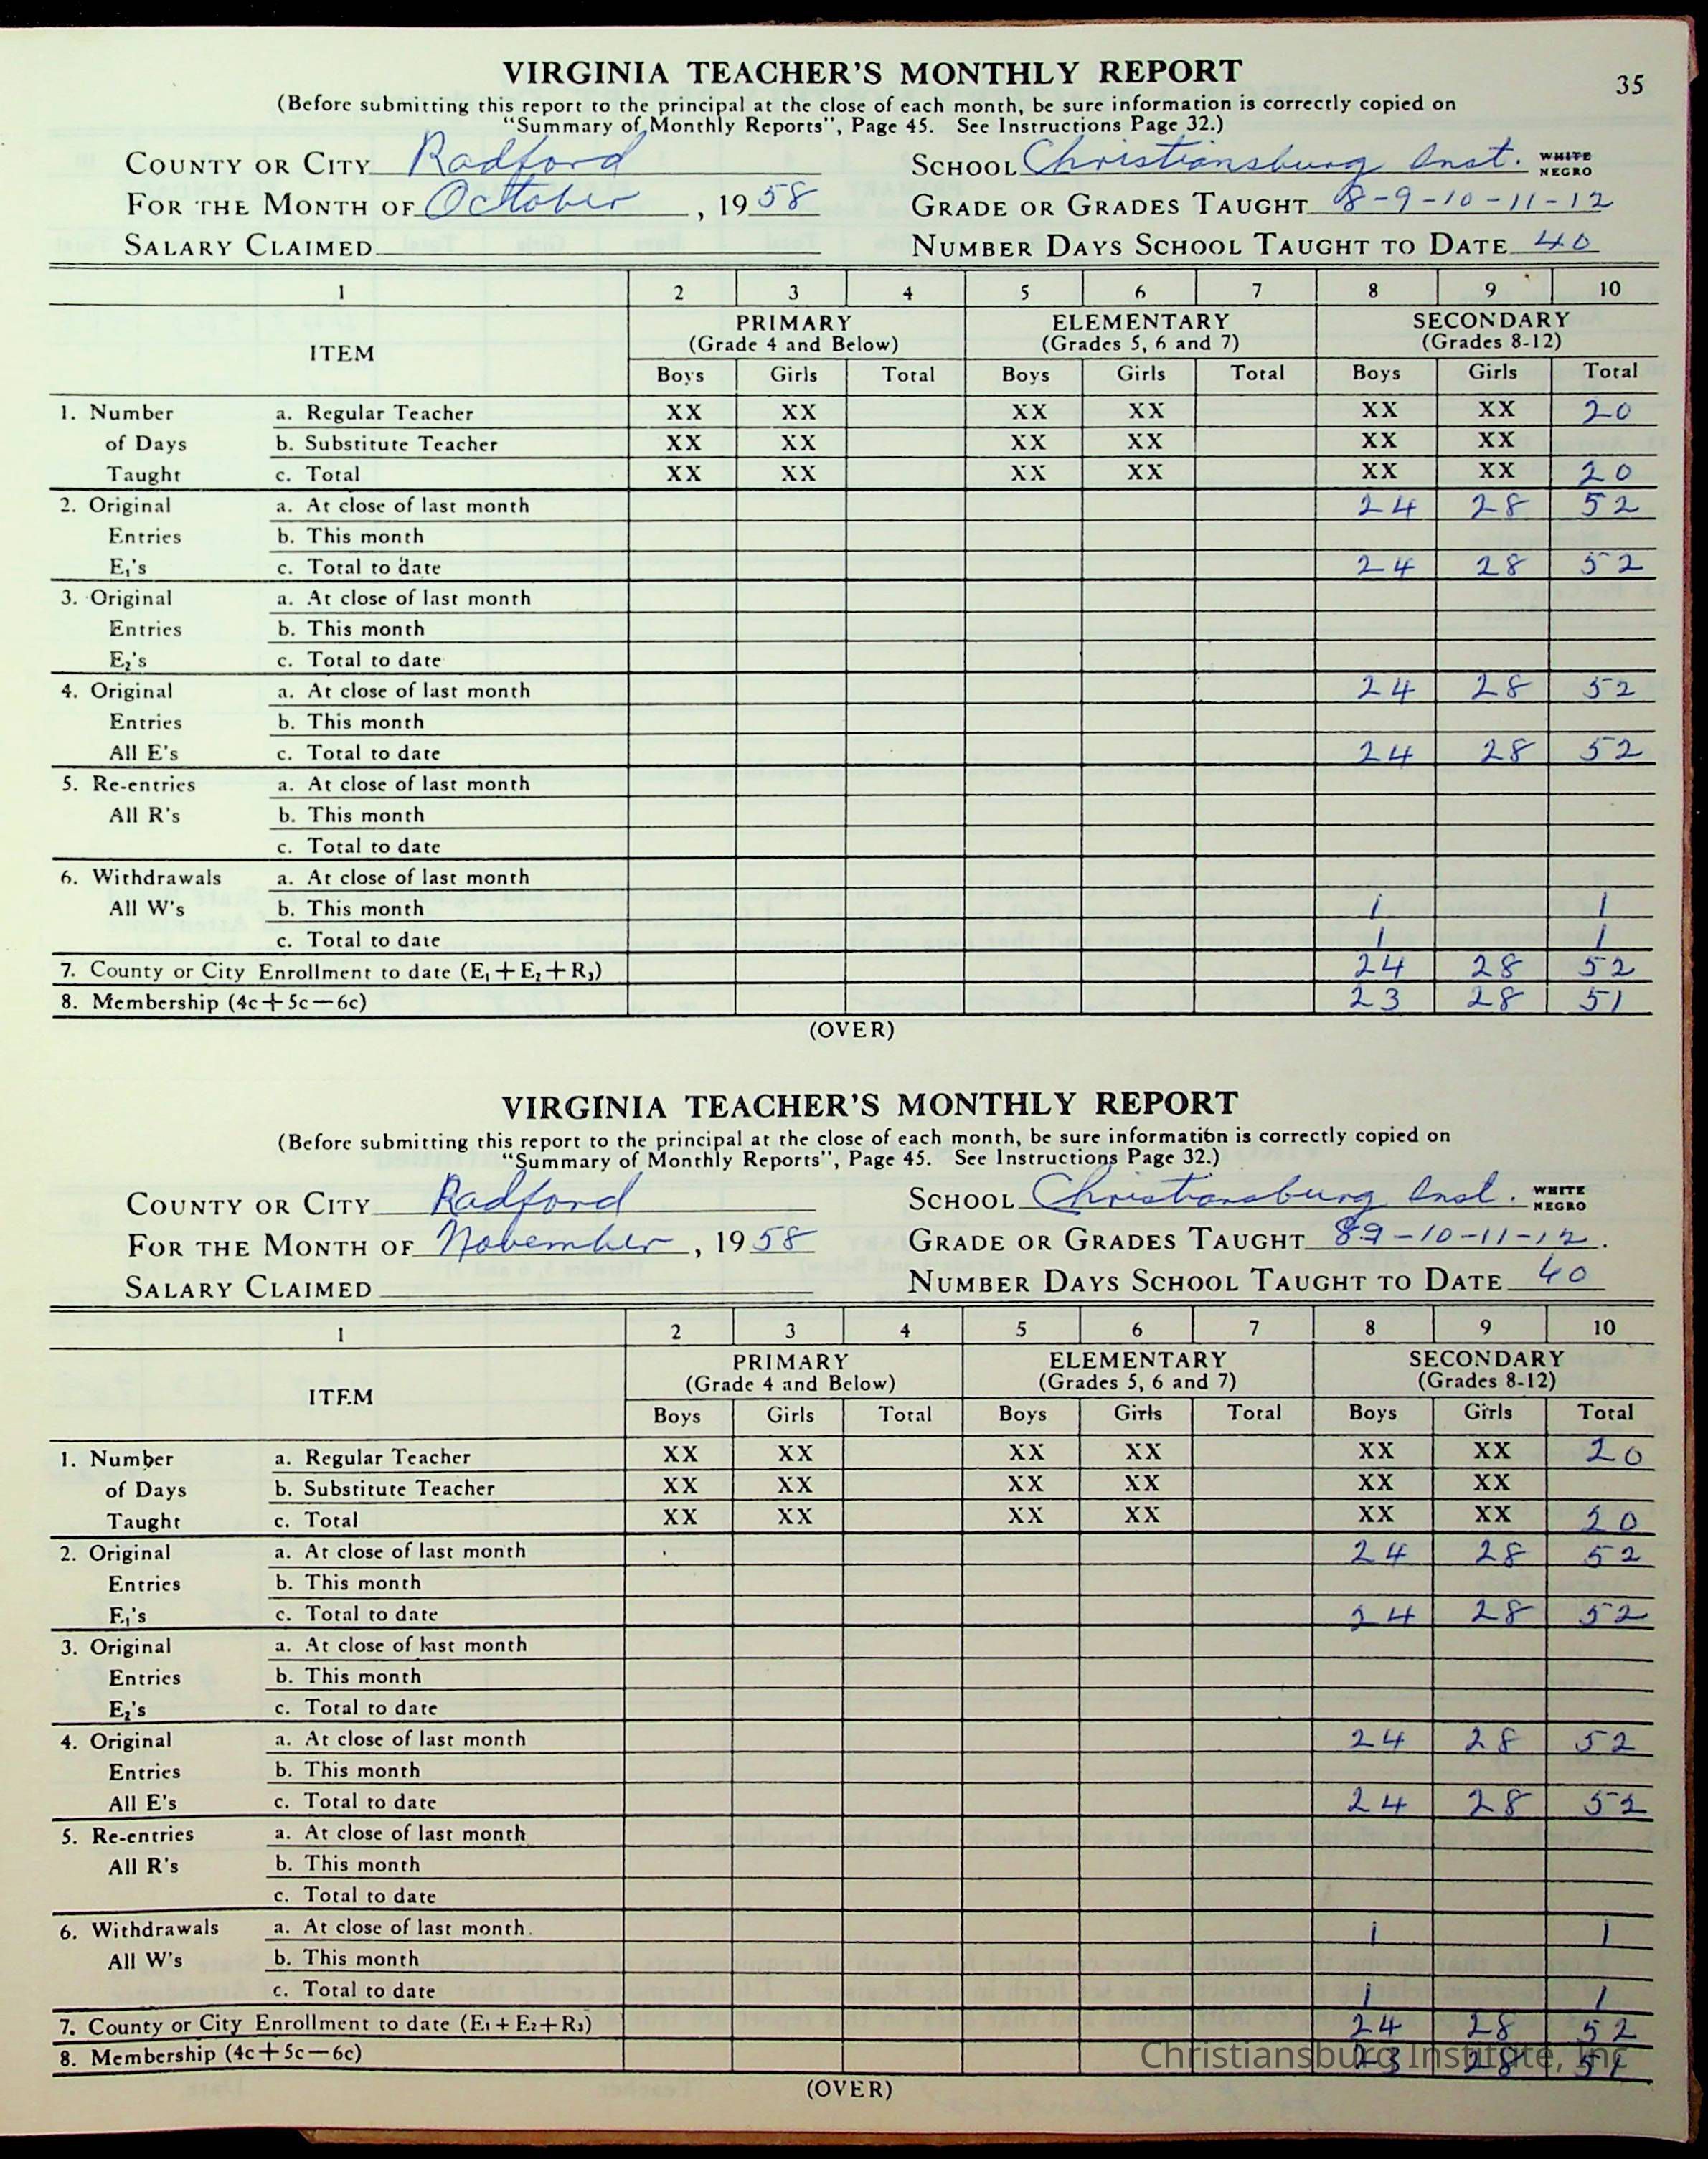 35
VIRGINIA TEACHER'S MONTHLY REPORT
(Before submitting this report to the principal at the close of each month, be sure information is correctly copied on
"Summary of Monthly Reports", Page 45. See Instructions Page 32.)
COUNTY OR CITY Radford SCHOOL Christiansburg Inst. WHITE NEGRO
FOR THE MONTH OF October, 1958 GRADE OR GRADES TAUGHT 8-9-10-11-12
SALARY CLAIMED NUMBER DAYS SCHOOL TAUGHT TO DATE 40
1 2 3 4 5 6 7 8 9 10
ITEM PRIMARY (Grade 4 and Below) ELEMENTARY (Grades 5, 6 and 7) SECONDARY (Grades 8-12)
Boys Girls Total Boys Girls Total Boys Girls Total
1. Number a. Regular Teacher XX XX XX XX XX XX 20
of Days b. Substitute Teacher XX XX XX XX XX XX
Taught c. Total XX XX XX XX XX XX 20
2. Original a. At close of last month 24 28 52
Entries b. This month
E₁'s c. Total to date 24 28 52
3. Original a. At close of last month
Entries b. This month
E₂'s c. Total to date
4. Original a. At close of last month 24 28 52
Entries b. This month
All E's c. Total to date 24 28 52
5. Re-entries a. At close of last month
All R's b. This month
c. Total to date
6. Withdrawals a. At close of last month
All W's b. This month 1 1
c. Total to date 1 1
7. County or City Enrollment to date (E₁+E₂+R₃) 24 28 52
8. Membership (4c+5c−6c) 23 28 51
(OVER)
VIRGINIA TEACHER'S MONTHLY REPORT
(Before submitting this report to the principal at the close of each month, be sure information is correctly copied on
"Summary of Monthly Reports", Page 45. See Instructions Page 32.)
COUNTY OR CITY Radford SCHOOL Christiansburg Inst. WHITE NEGRO
FOR THE MONTH OF November, 1958 GRADE OR GRADES TAUGHT 8-9-10-11-12.
SALARY CLAIMED NUMBER DAYS SCHOOL TAUGHT TO DATE 60
1 2 3 4 5 6 7 8 9 10
ITEM PRIMARY (Grade 4 and Below) ELEMENTARY (Grades 5, 6 and 7) SECONDARY (Grades 8-12)
Boys Girls Total Boys Girls Total Boys Girls Total
1. Number a. Regular Teacher XX XX XX XX XX XX 20
of Days b. Substitute Teacher XX XX XX XX XX XX
Taught c. Total XX XX XX XX XX XX 20
2. Original a. At close of last month 24 28 52
Entries b. This month
E₁'s c. Total to date 24 28 52
3. Original a. At close of last month
Entries b. This month
E₂'s c. Total to date
4. Original a. At close of last month 24 28 52
Entries b. This month
All E's c. Total to date 24 28 52
5. Re-entries a. At close of last month
All R's b. This month
c. Total to date
6. Withdrawals a. At close of last month. 1 1
All W's b. This month
c. Total to date 1 1
7. County or City Enrollment to date (E₁+E₂+R₃) 24 28 52
8. Membership (4c+5c−6c) 23 28 51
Christiansburg Institute, Inc
(OVER)